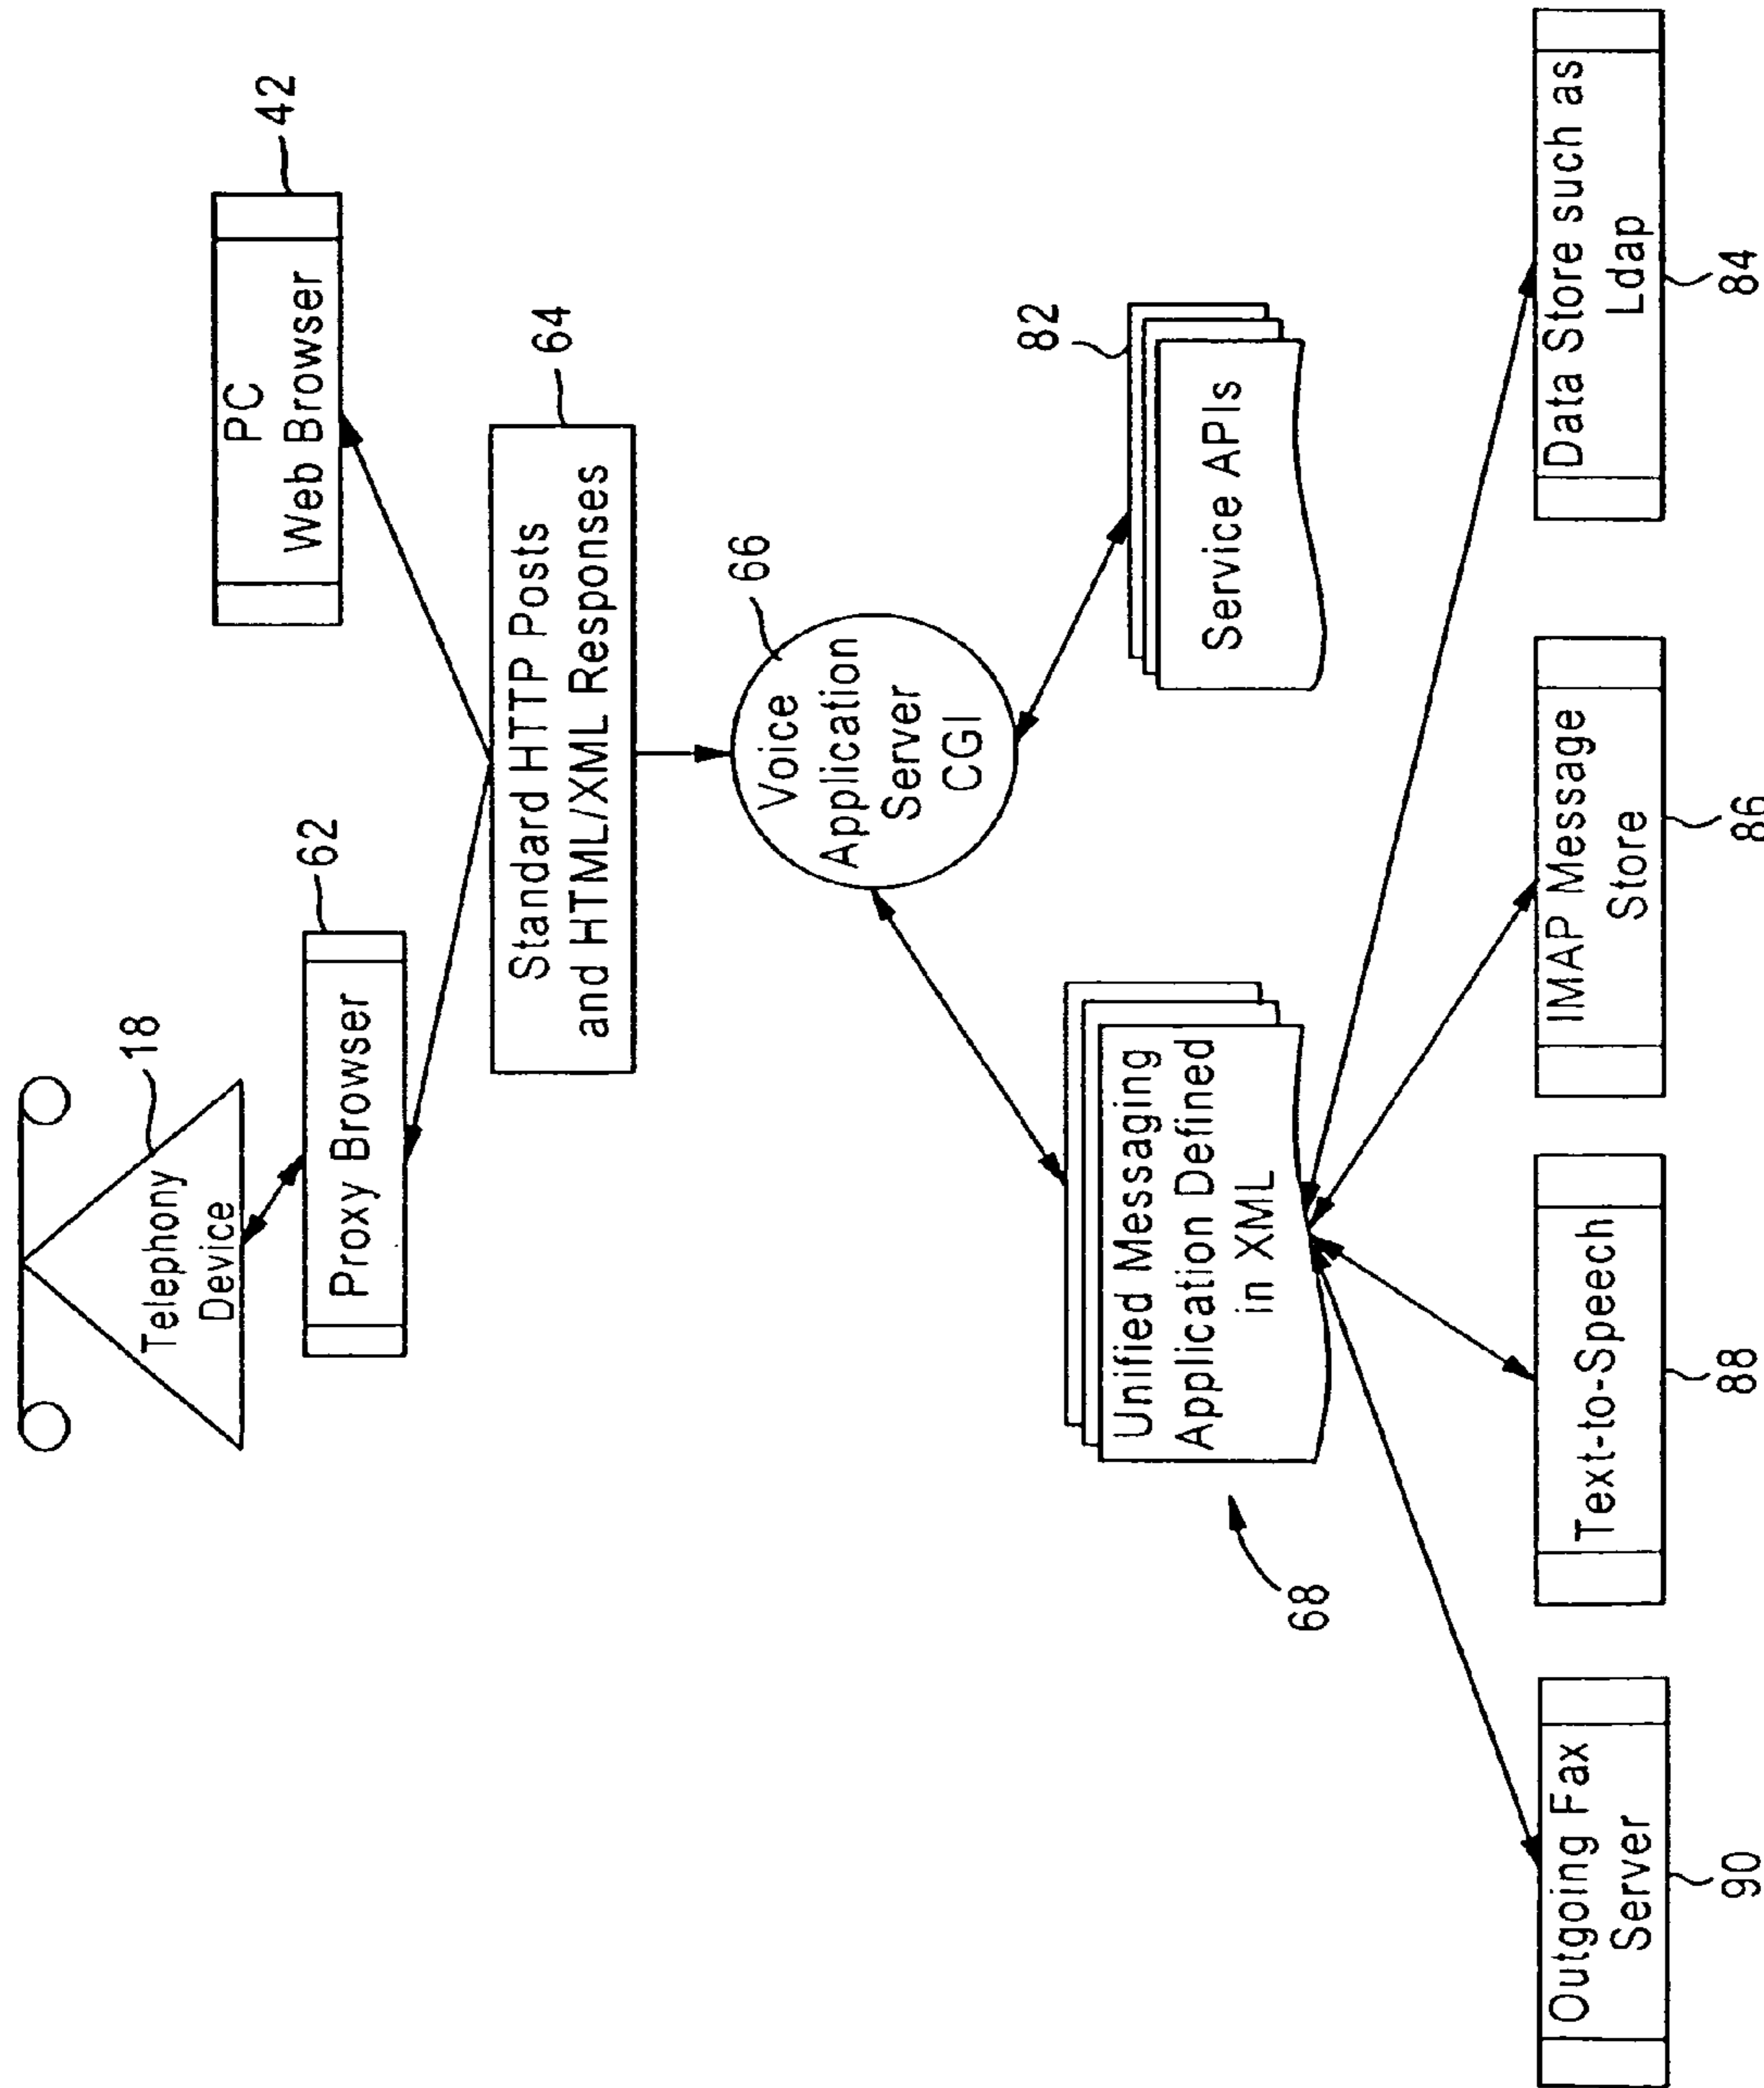 18
Telephony
Device
62
Proxy Browser
42
PC
Web Browser
64
Standard HTTP Posts
and HTML/XML Responses
66
Voice
Application
Server
CGI
82
Service APIs
Unified Messaging
Application Defined
in XML
68
Outgoing Fax
Server
90
Text-to-Speech
88
IMAP Message
Store
86
Data Store such as
Ldap
84